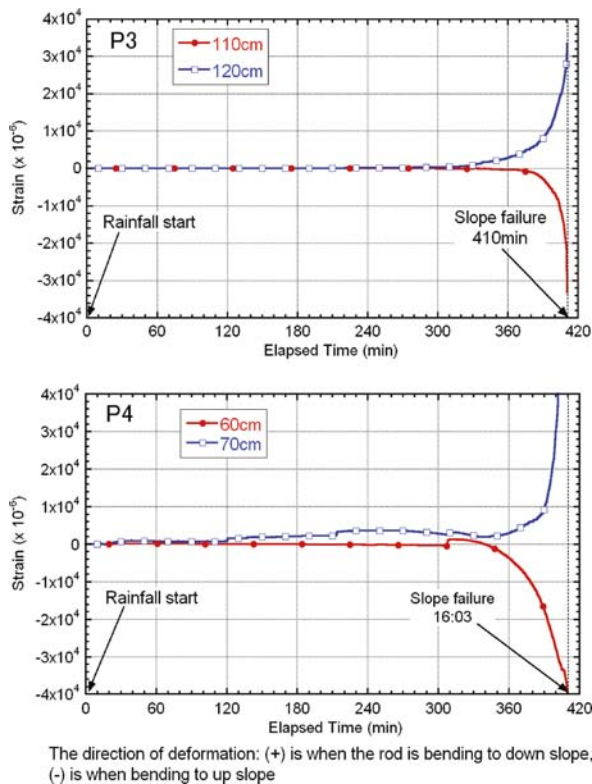 P3
110cm
120cm
4x10⁴
3x10⁴
2x10⁴
1x10⁴
0
-1x10⁴
-2x10⁴
-3x10⁴
-4x10⁴
Strain (x 10⁻⁶)
Rainfall start
Slope failure
410min
0 60 120 180 240 300 360 420
Elapsed Time (min)
P4
60cm
70cm
4x10⁴
3x10⁴
2x10⁴
1x10⁴
0
-1x10⁴
-2x10⁴
-3x10⁴
-4x10⁴
Strain (x 10⁻⁶)
Rainfall start
Slope failure
16:03
0 60 120 180 240 300 360 420
Elapsed Time (min)
The direction of deformation: (+) is when the rod is bending to down slope,
(-) is when bending to up slope